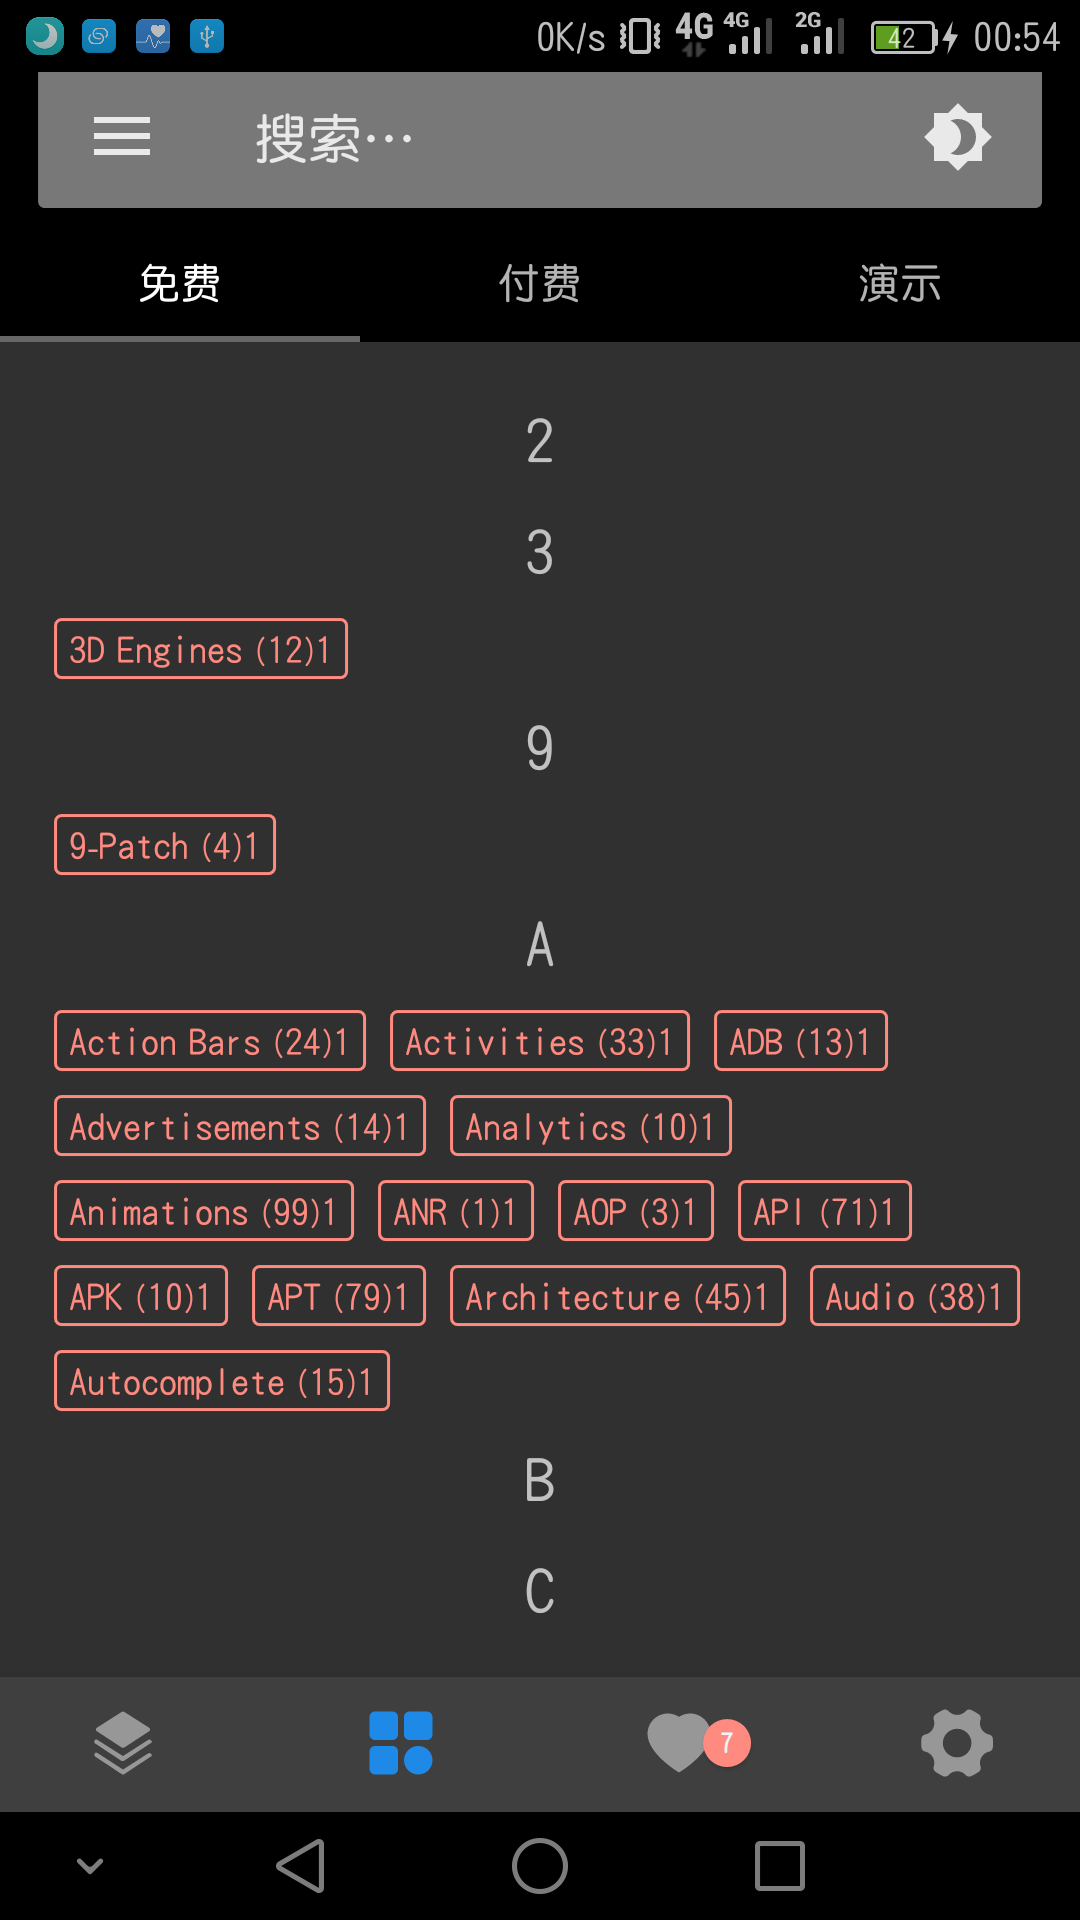 0K/s 4G 4G 2G 42 00:54
搜索…
免费 付费 演示
2
3
3D Engines (12)1
9
9-Patch (4)1
A
Action Bars (24)1 Activities (33)1 ADB (13)1
Advertisements (14)1 Analytics (10)1
Animations (99)1 ANR (1)1 AOP (3)1 API (71)1
APK (10)1 APT (79)1 Architecture (45)1 Audio (38)1
Autocomplete (15)1
B
C
7